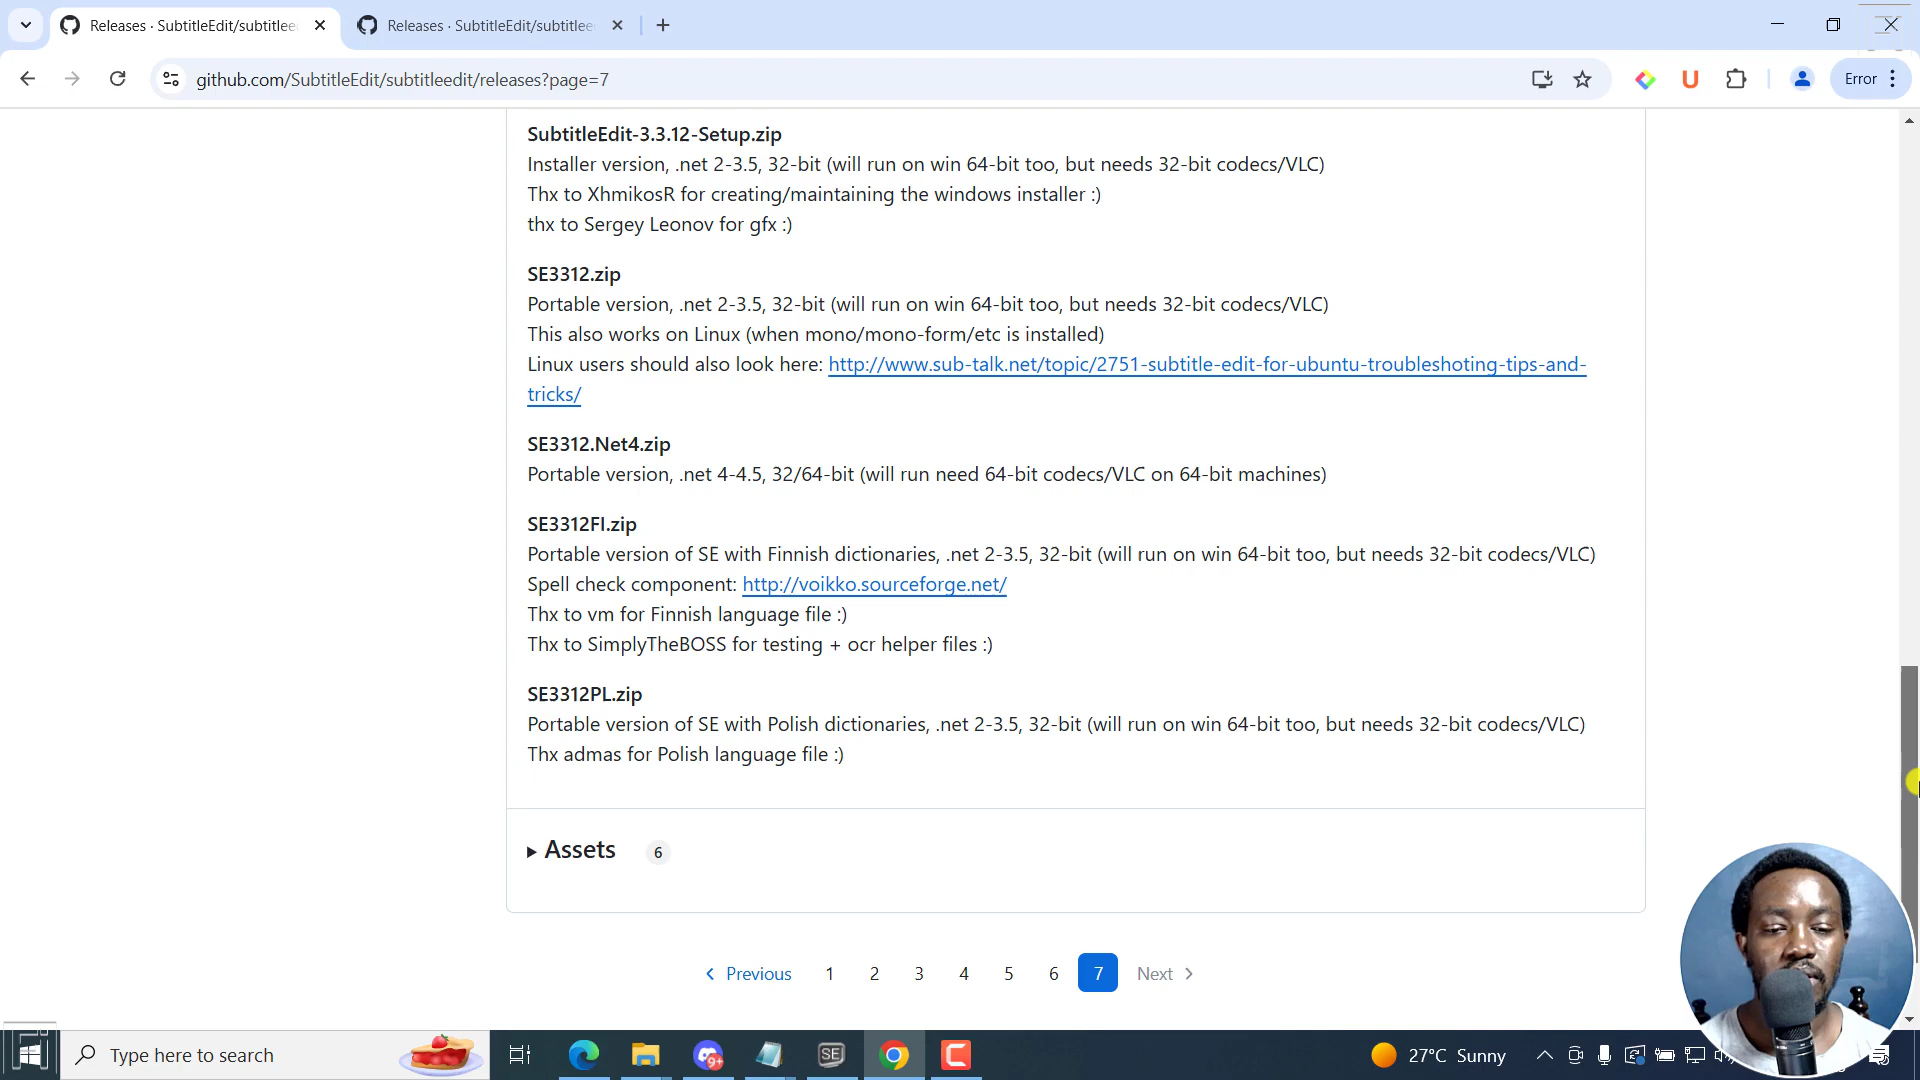 Releases · SubtitleEdit/subtitlee
Releases · SubtitleEdit/subtitlee
github.com/SubtitleEdit/subtitleedit/releases?page=7
Error
SubtitleEdit-3.3.12-Setup.zip
Installer version, .net 2-3.5, 32-bit (will run on win 64-bit too, but needs 32-bit codecs/VLC)
Thx to XhmikosR for creating/maintaining the windows installer :)
thx to Sergey Leonov for gfx :)
SE3312.zip
Portable version, .net 2-3.5, 32-bit (will run on win 64-bit too, but needs 32-bit codecs/VLC)
This also works on Linux (when mono/mono-form/etc is installed)
Linux users should also look here: http://www.sub-talk.net/topic/2751-subtitle-edit-for-ubuntu-troubleshoting-tips-and-
tricks/
SE3312.Net4.zip
Portable version, .net 4-4.5, 32/64-bit (will run need 64-bit codecs/VLC on 64-bit machines)
SE3312FI.zip
Portable version of SE with Finnish dictionaries, .net 2-3.5, 32-bit (will run on win 64-bit too, but needs 32-bit codecs/VLC)
Spell check component: http://voikko.sourceforge.net/
Thx to vm for Finnish language file :)
Thx to SimplyTheBOSS for testing + ocr helper files :)
SE3312PL.zip
Portable version of SE with Polish dictionaries, .net 2-3.5, 32-bit (will run on win 64-bit too, but needs 32-bit codecs/VLC)
Thx admas for Polish language file :)
Assets 6
Previous 1 2 3 4 5 6 7 Next
Type here to search
9+
SE
27°C Sunny